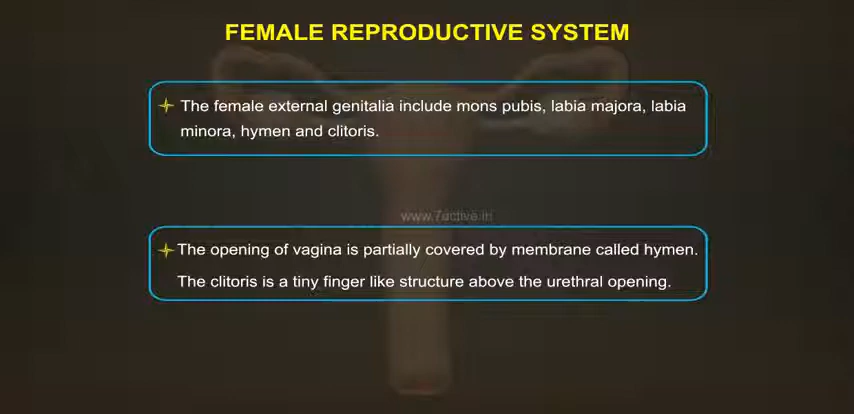 FEMALE REPRODUCTIVE SYSTEM
The female external genitalia include mons pubis, labia majora, labia
minora, hymen and clitoris.
www.7active.in
The opening of vagina is partially covered by membrane called hymen.
The clitoris is a tiny finger like structure above the urethral opening.